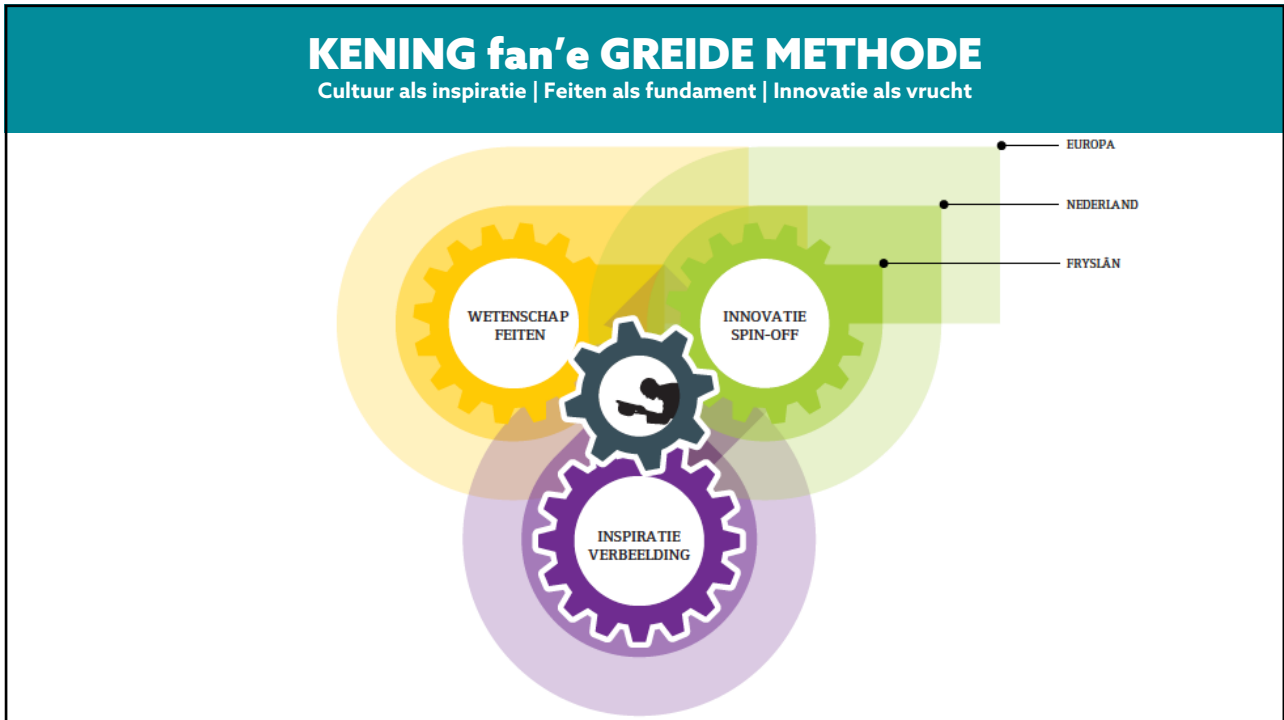 KENING fan’e GREIDE METHODE
Cultuur als inspiratie | Feiten als fundament | Innovatie als vrucht
EUROPA
NEDERLAND
FRYSLÂN
WETENSCHAP
FEITEN
INNOVATIE
SPIN-OFF
INSPIRATIE
VERBEELDING